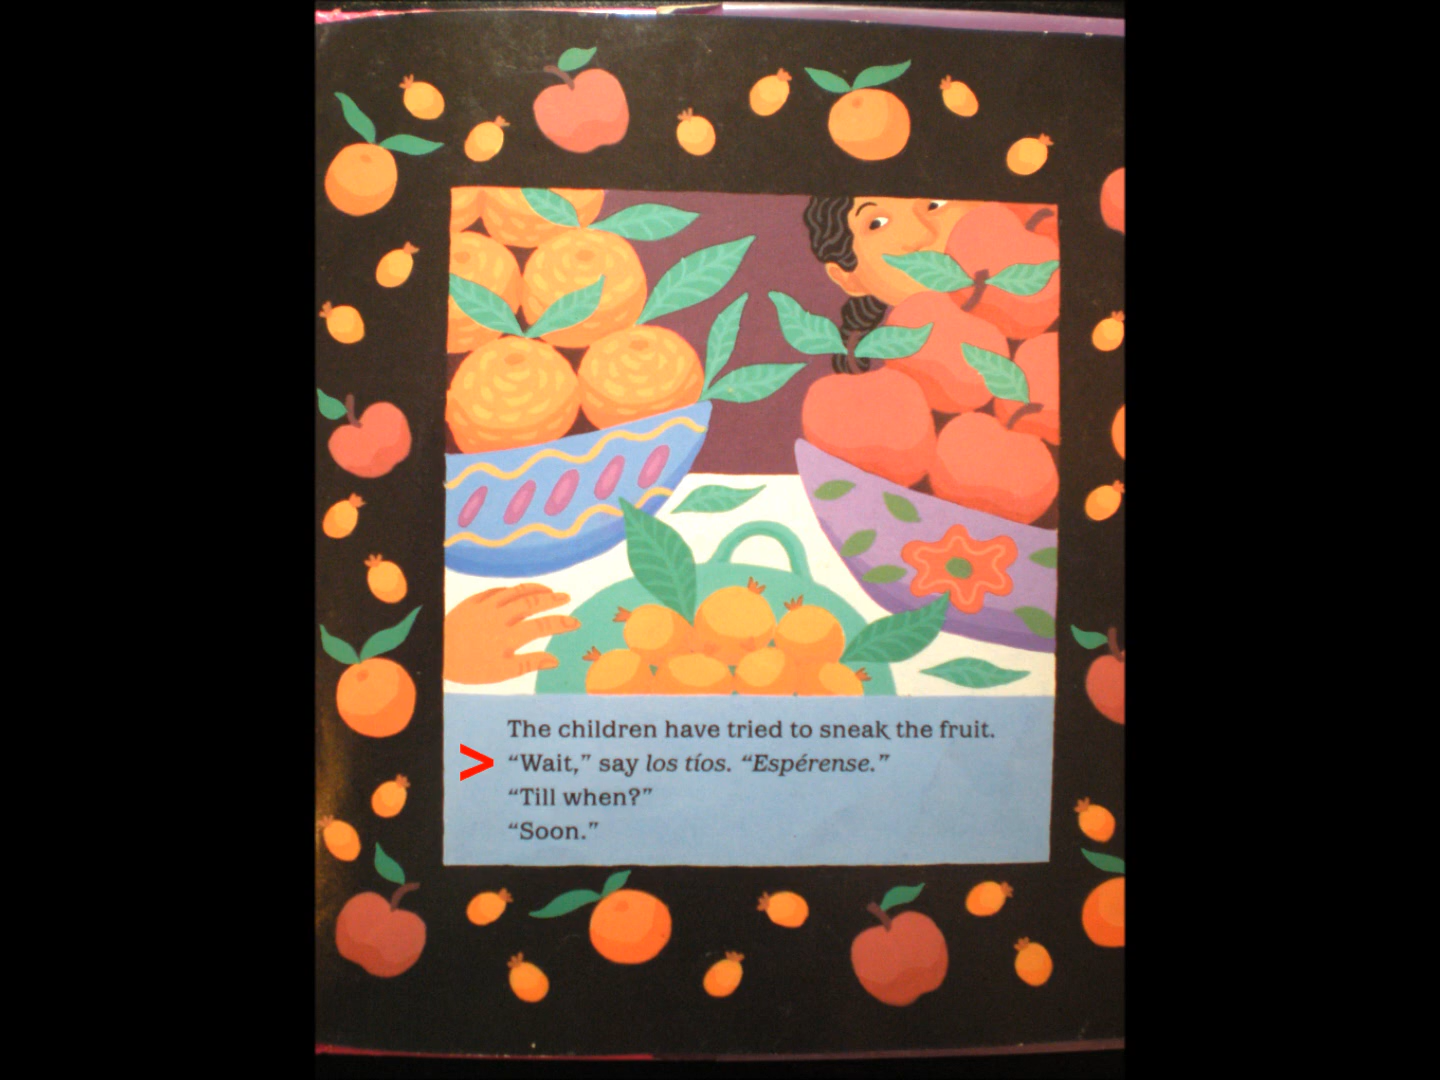 The children have tried to sneak the fruit.
> “Wait,” say los tíos. “Espérense.”
“Till when?”
“Soon.”